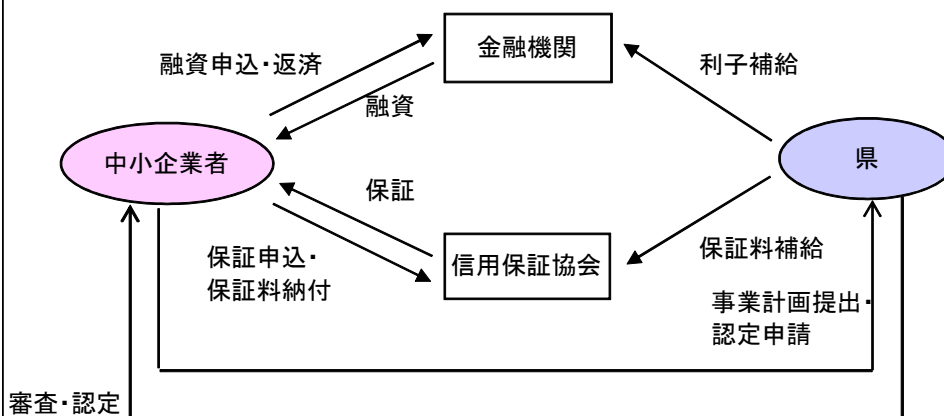 金融機関
融資申込・返済
利子補給
融資
中小企業者
県
保証
保証申込・
保証料納付
信用保証協会
保証料補給
事業計画提出・
認定申請
審査・認定